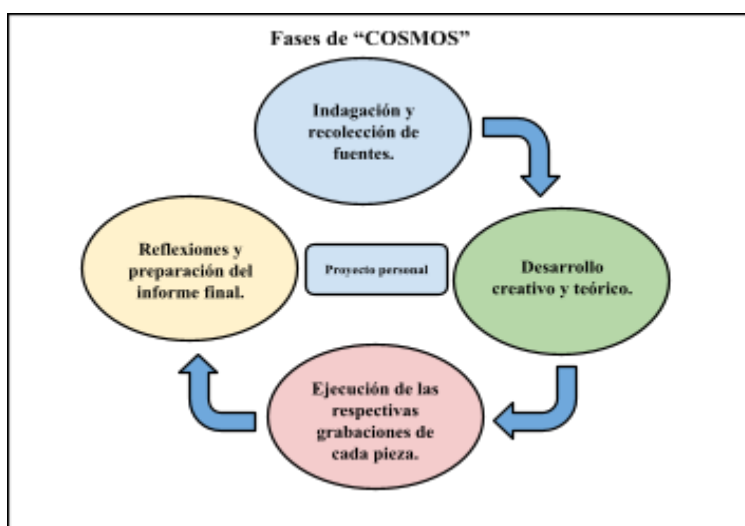 Fases de “COSMOS”
Indagación y
recolección de
fuentes.
Desarrollo
creativo y teórico.
Ejecución de las
respectivas
grabaciones de
cada pieza.
Reflexiones y
preparación del
informe final.
Proyecto personal